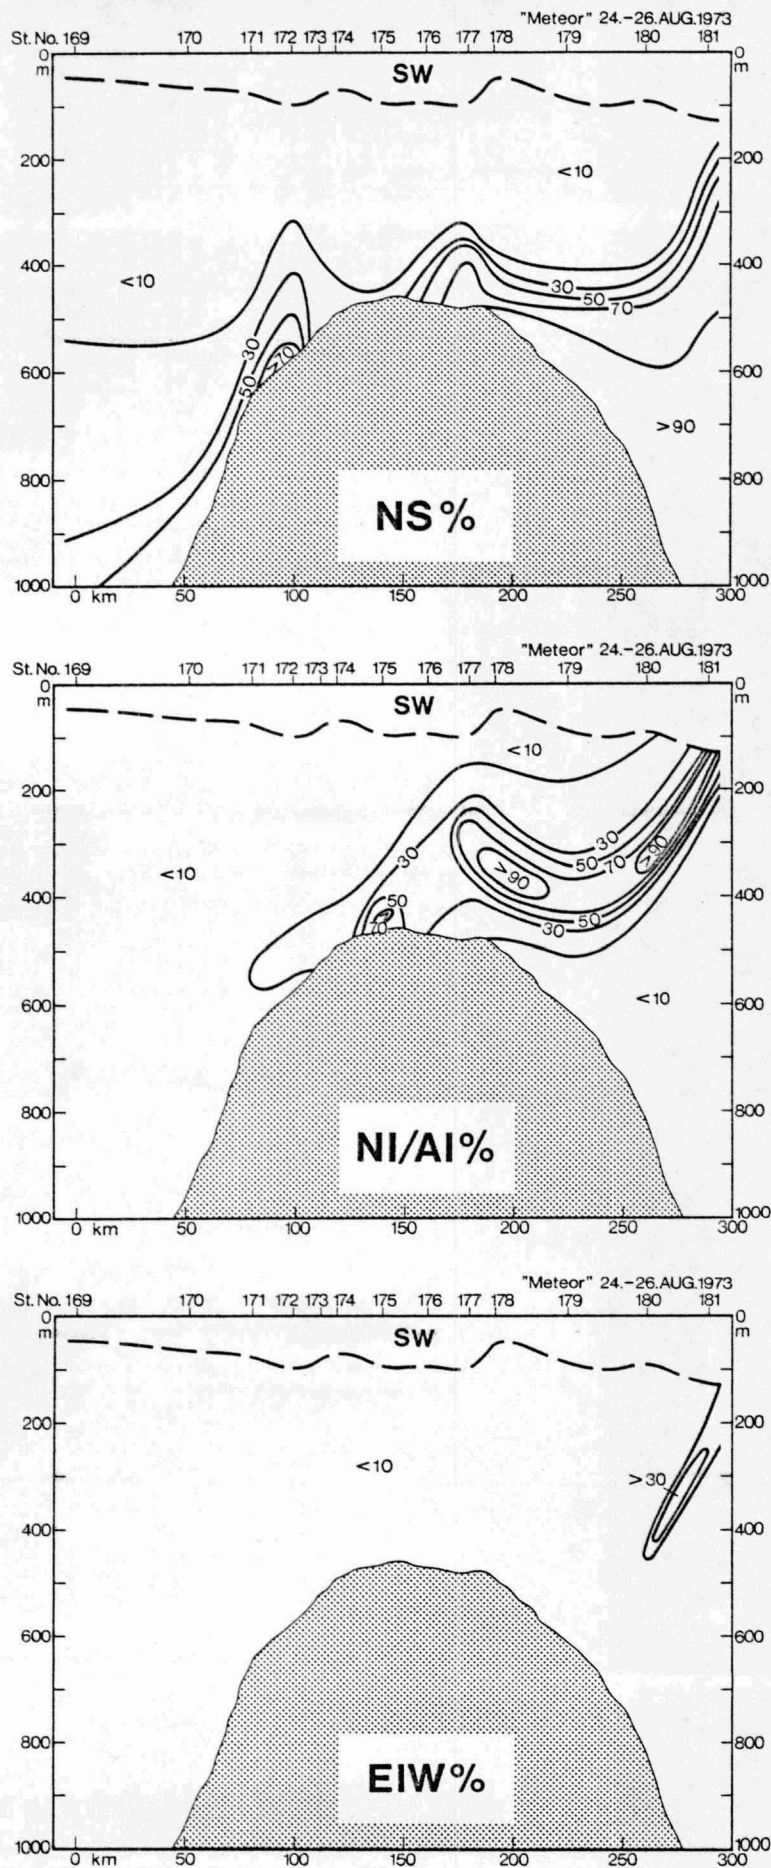 "Meteor" 24.–26.AUG.1973
St. No. 169 170 171 172 173 174 175 176 177 178 179 180 181
0 0
m m
SW
<10
200 200
<10
400 400
30
50
70
30
>70
50
600 600
>90
800 800
NS%
1000 1000
0 km 50 100 150 200 250 300
"Meteor" 24.–26.AUG.1973
St. No. 169 170 171 172 173 174 175 176 177 178 179 180 181
0 0
m m
SW
<10
200 200
30
30 50 70 >90
<10 >90
400 400
50
70 50
30
600 <10 600
800 800
NI/AI%
1000 1000
0 km 50 100 150 200 250 300
"Meteor" 24.–26.AUG.1973
St. No. 169 170 171 172 173 174 175 176 177 178 179 180 181
0 0
m m
SW
200 200
<10 >30
400 400
600 600
800 800
EIW%
1000 1000
0 km 50 100 150 200 250 300